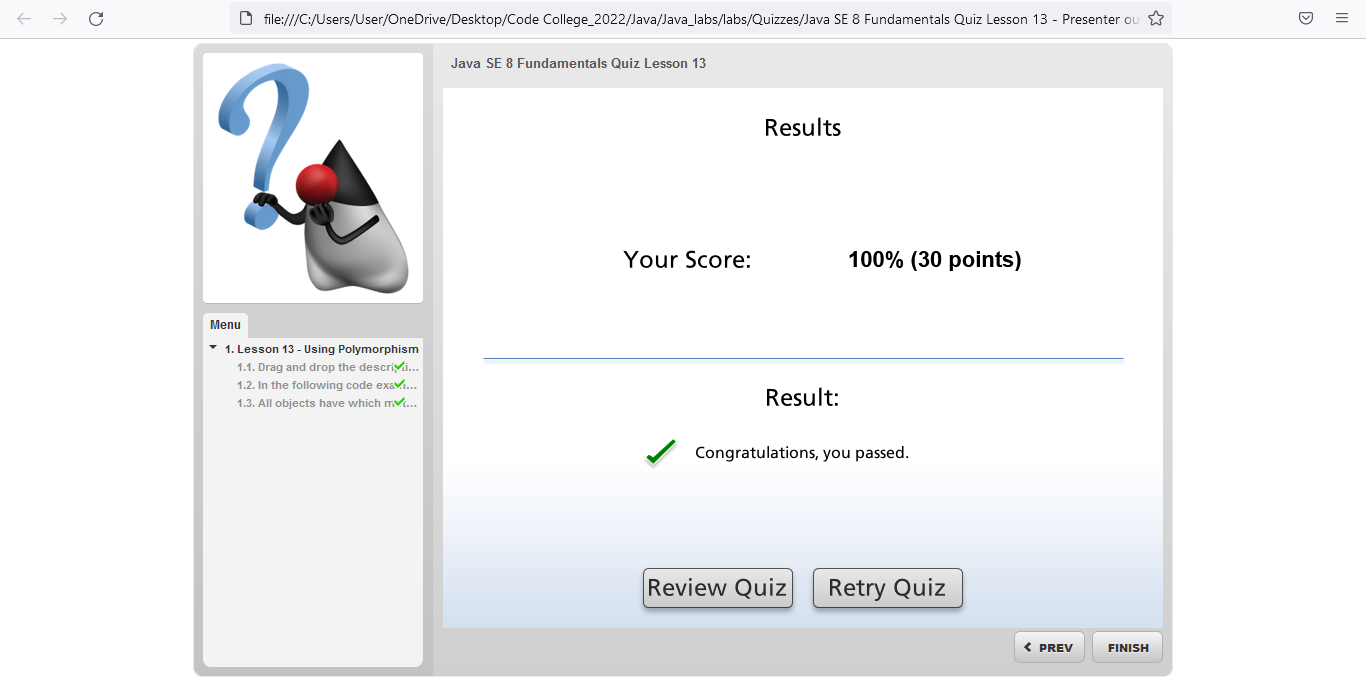 file:///C:/Users/User/OneDrive/Desktop/Code College_2022/Java/Java_labs/labs/Quizzes/Java SE 8 Fundamentals Quiz Lesson 13 - Presenter ou
Java SE 8 Fundamentals Quiz Lesson 13
Results
Your Score: 100% (30 points)
Result:
Congratulations, you passed.
Review Quiz Retry Quiz
Menu
1. Lesson 13 - Using Polymorphism
1.1. Drag and drop the descripti...
1.2. In the following code exam...
1.3. All objects have which met...
PREV FINISH